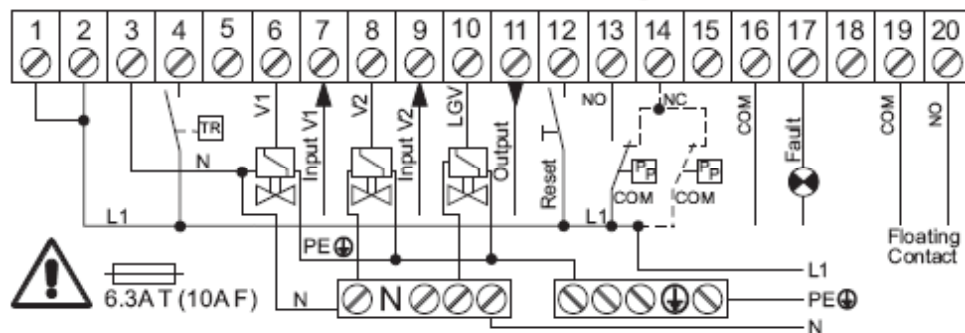 1 2 3 4 5 6 7 8 9 10 11 12 13 14 15 16 17 18 19 20
V1
Input V1
V2
Input V2
LGV
Output
Reset
NO
NC
COM
Fault
COM
NO
TR
N
P P
P P
COM
COM
L1
L1
Floating
Contact
PE
6.3A T (10A F)
N
N
L1
PE
N